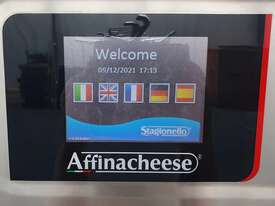 Welcome
09/12/2021 17:13
Stagionello®
Affinacheese®